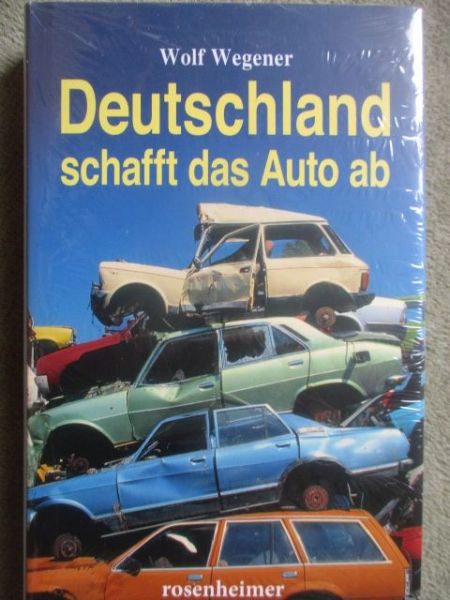 Wolf Wegener
Deutschland
schafft das Auto ab
rosenheimer